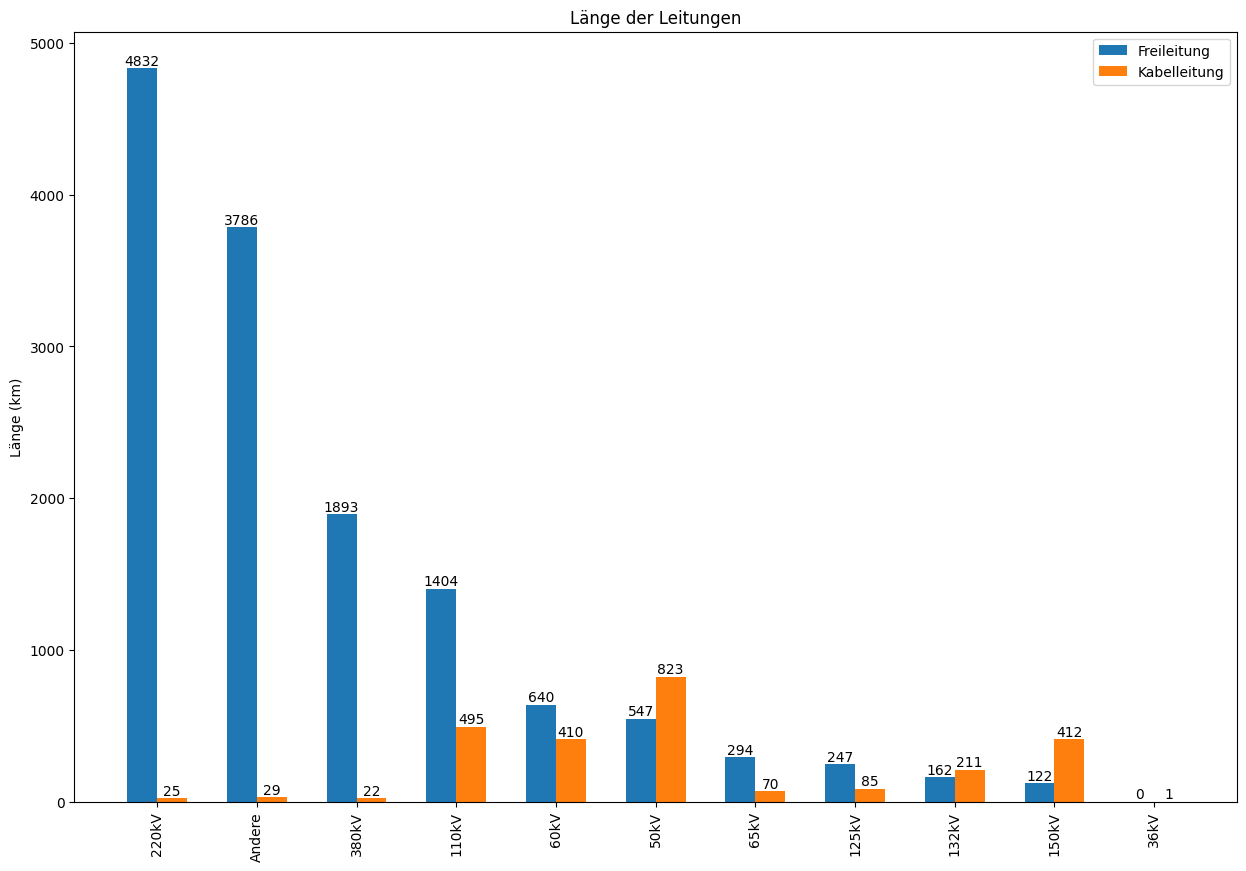 Länge der Leitungen
Freileitung
Kabelleitung
Länge (km)
5000
4000
3000
2000
1000
0
4832
25
3786
29
1893
22
1404
495
640
410
547
823
294
70
247
85
162
211
122
412
0
1
220kV
Andere
380kV
110kV
60kV
50kV
65kV
125kV
132kV
150kV
36kV